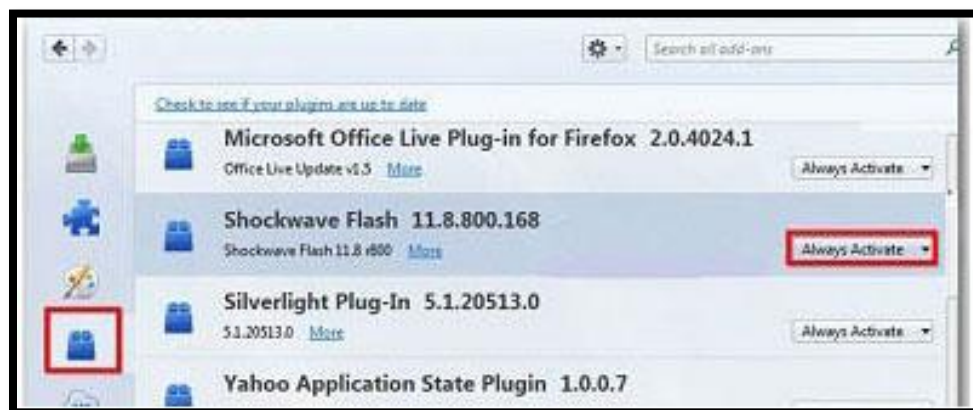 Search all add-ons
Check to see if your plugins are up to date
Microsoft Office Live Plug-in for Firefox 2.0.4024.1
Office Live Update v1.5 More
Always Activate
Shockwave Flash 11.8.800.168
Shockwave Flash 11.8 r800 More
Always Activate
Silverlight Plug-In 5.1.20513.0
5.1.20513.0 More
Always Activate
Yahoo Application State Plugin 1.0.0.7